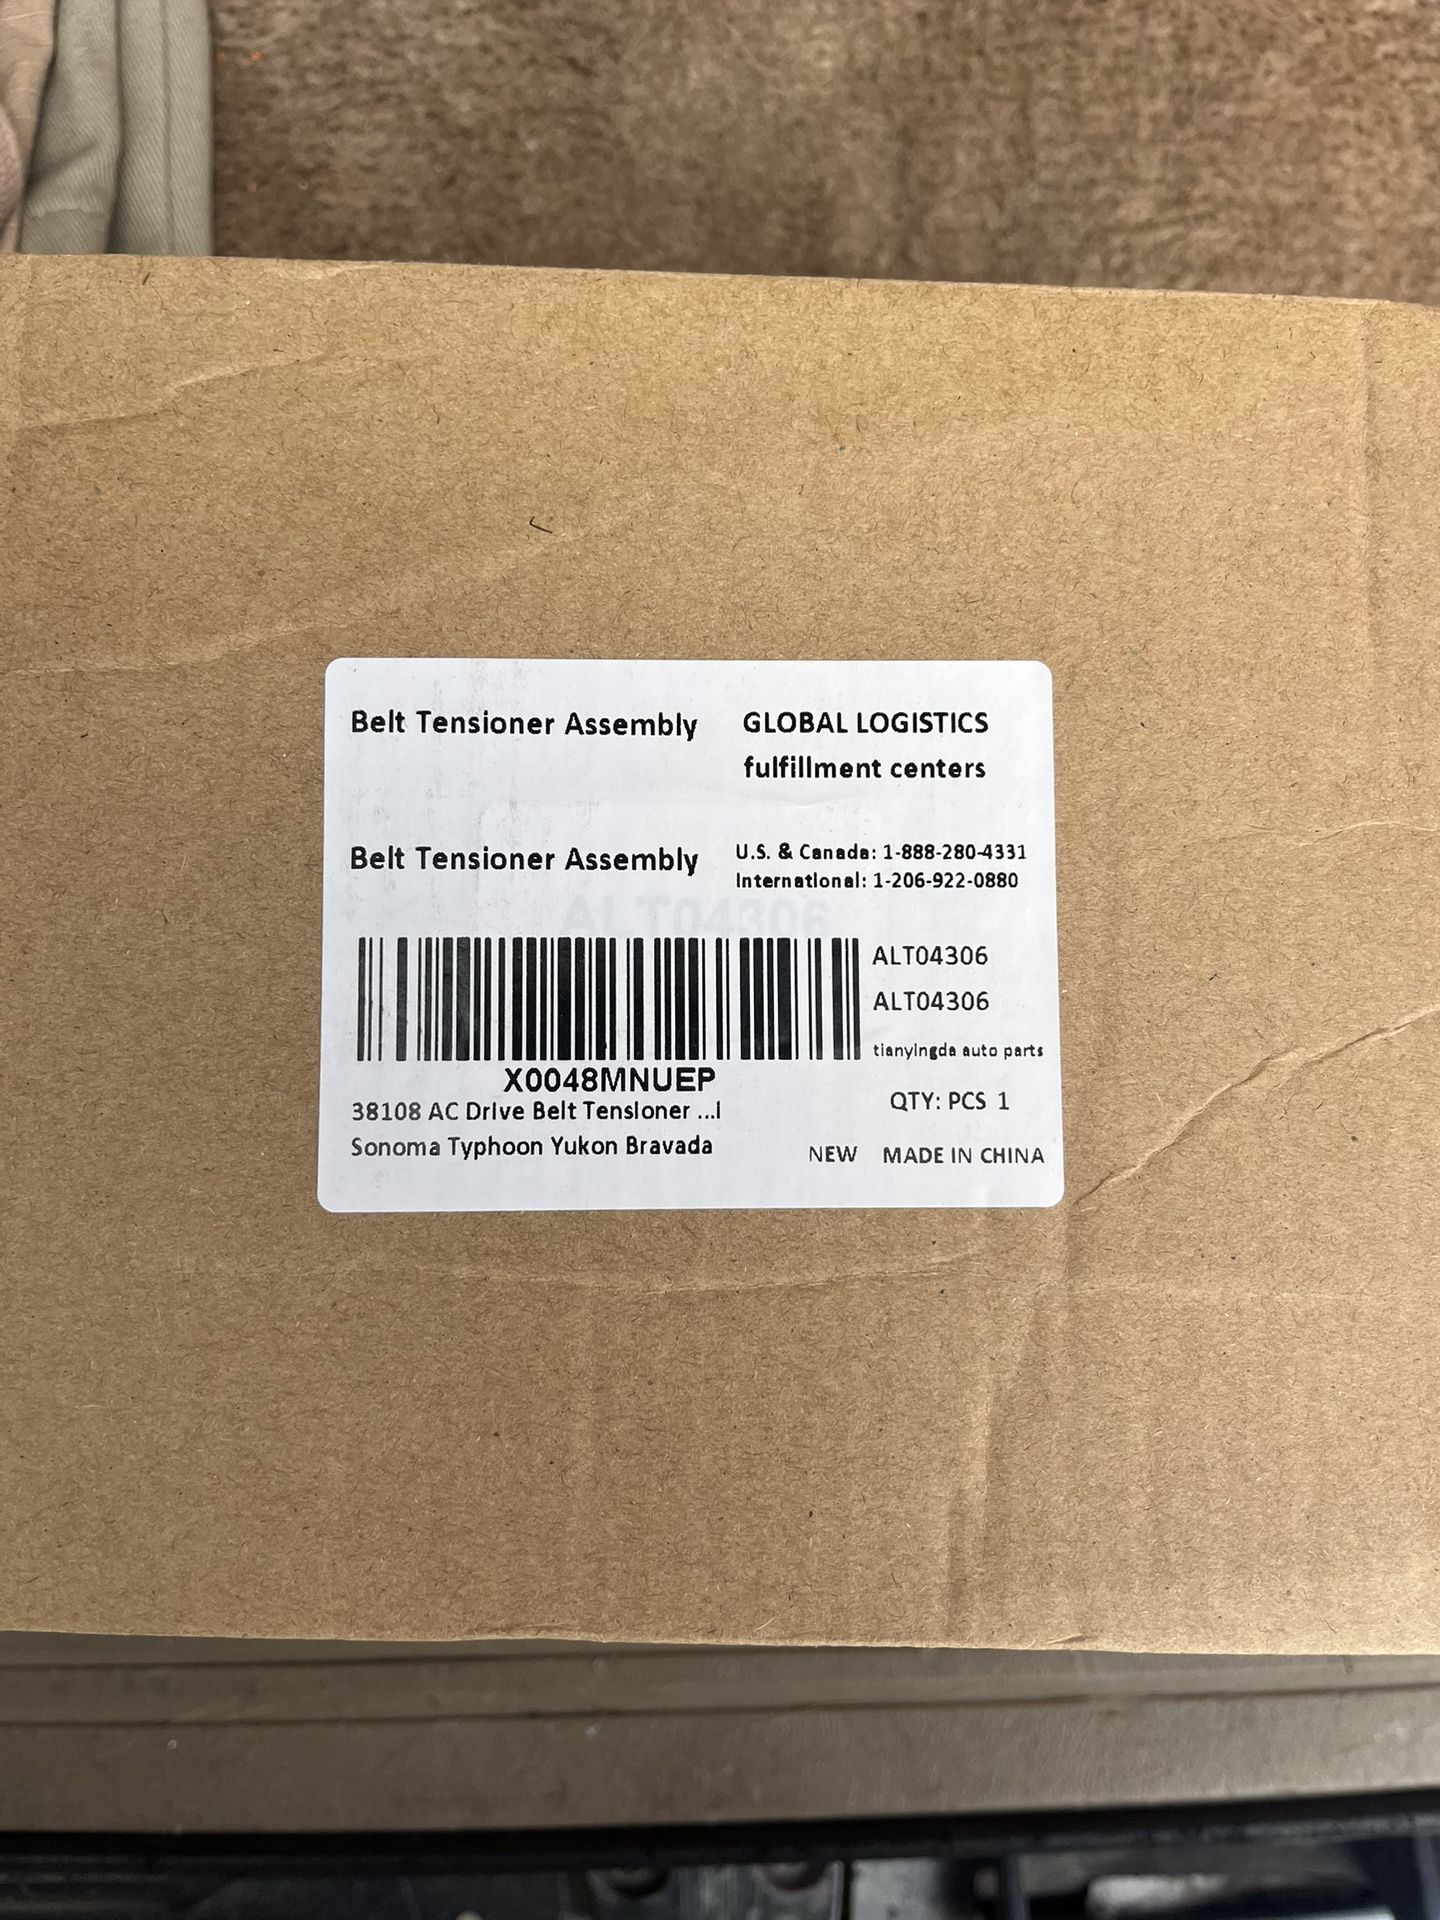 Belt Tensioner Assembly
GLOBAL LOGISTICS
fulfillment centers
Belt Tensioner Assembly
U.S. & Canada: 1-888-280-4331
International: 1-206-922-0880
ALT04306
ALT04306
ALT04306
tianyingda auto parts
X0048MNUEP
38108 AC Drive Belt Tensioner ...l
QTY: PCS 1
Sonoma Typhoon Yukon Bravada
NEW MADE IN CHINA